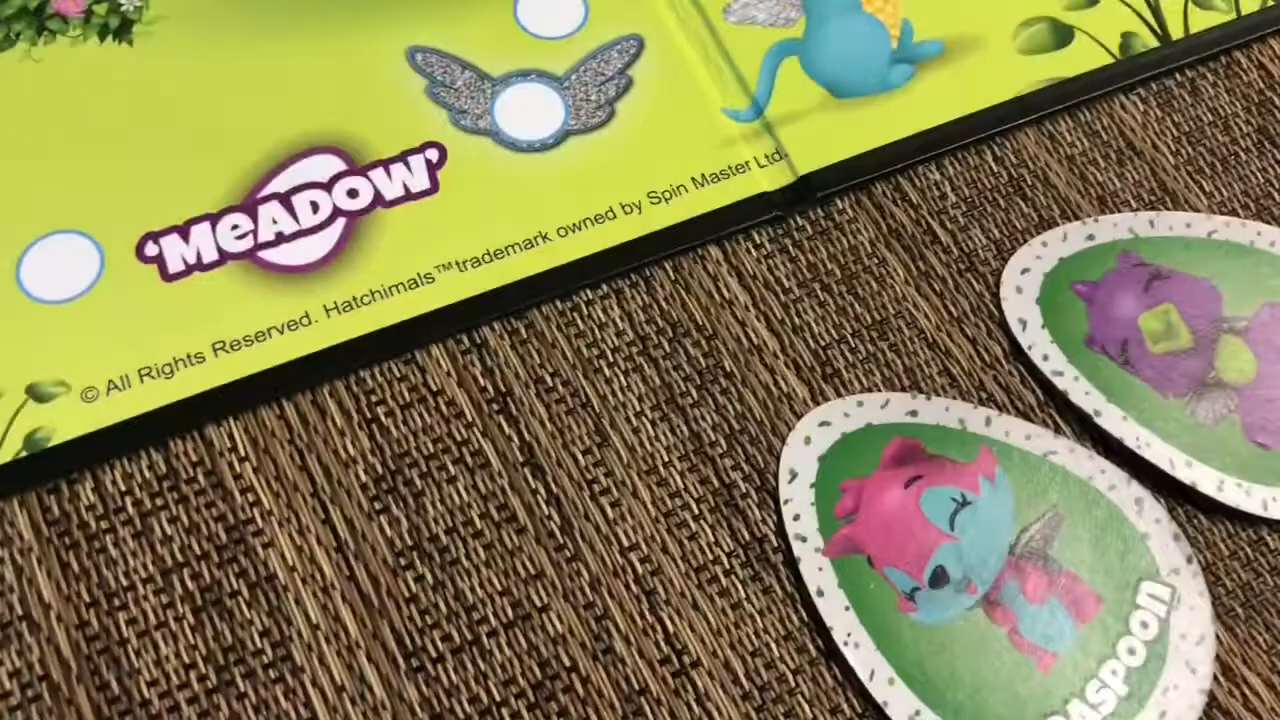 'MeADOW'
© All Rights Reserved. Hatchimals™ trademark owned by Spin Master Ltd.